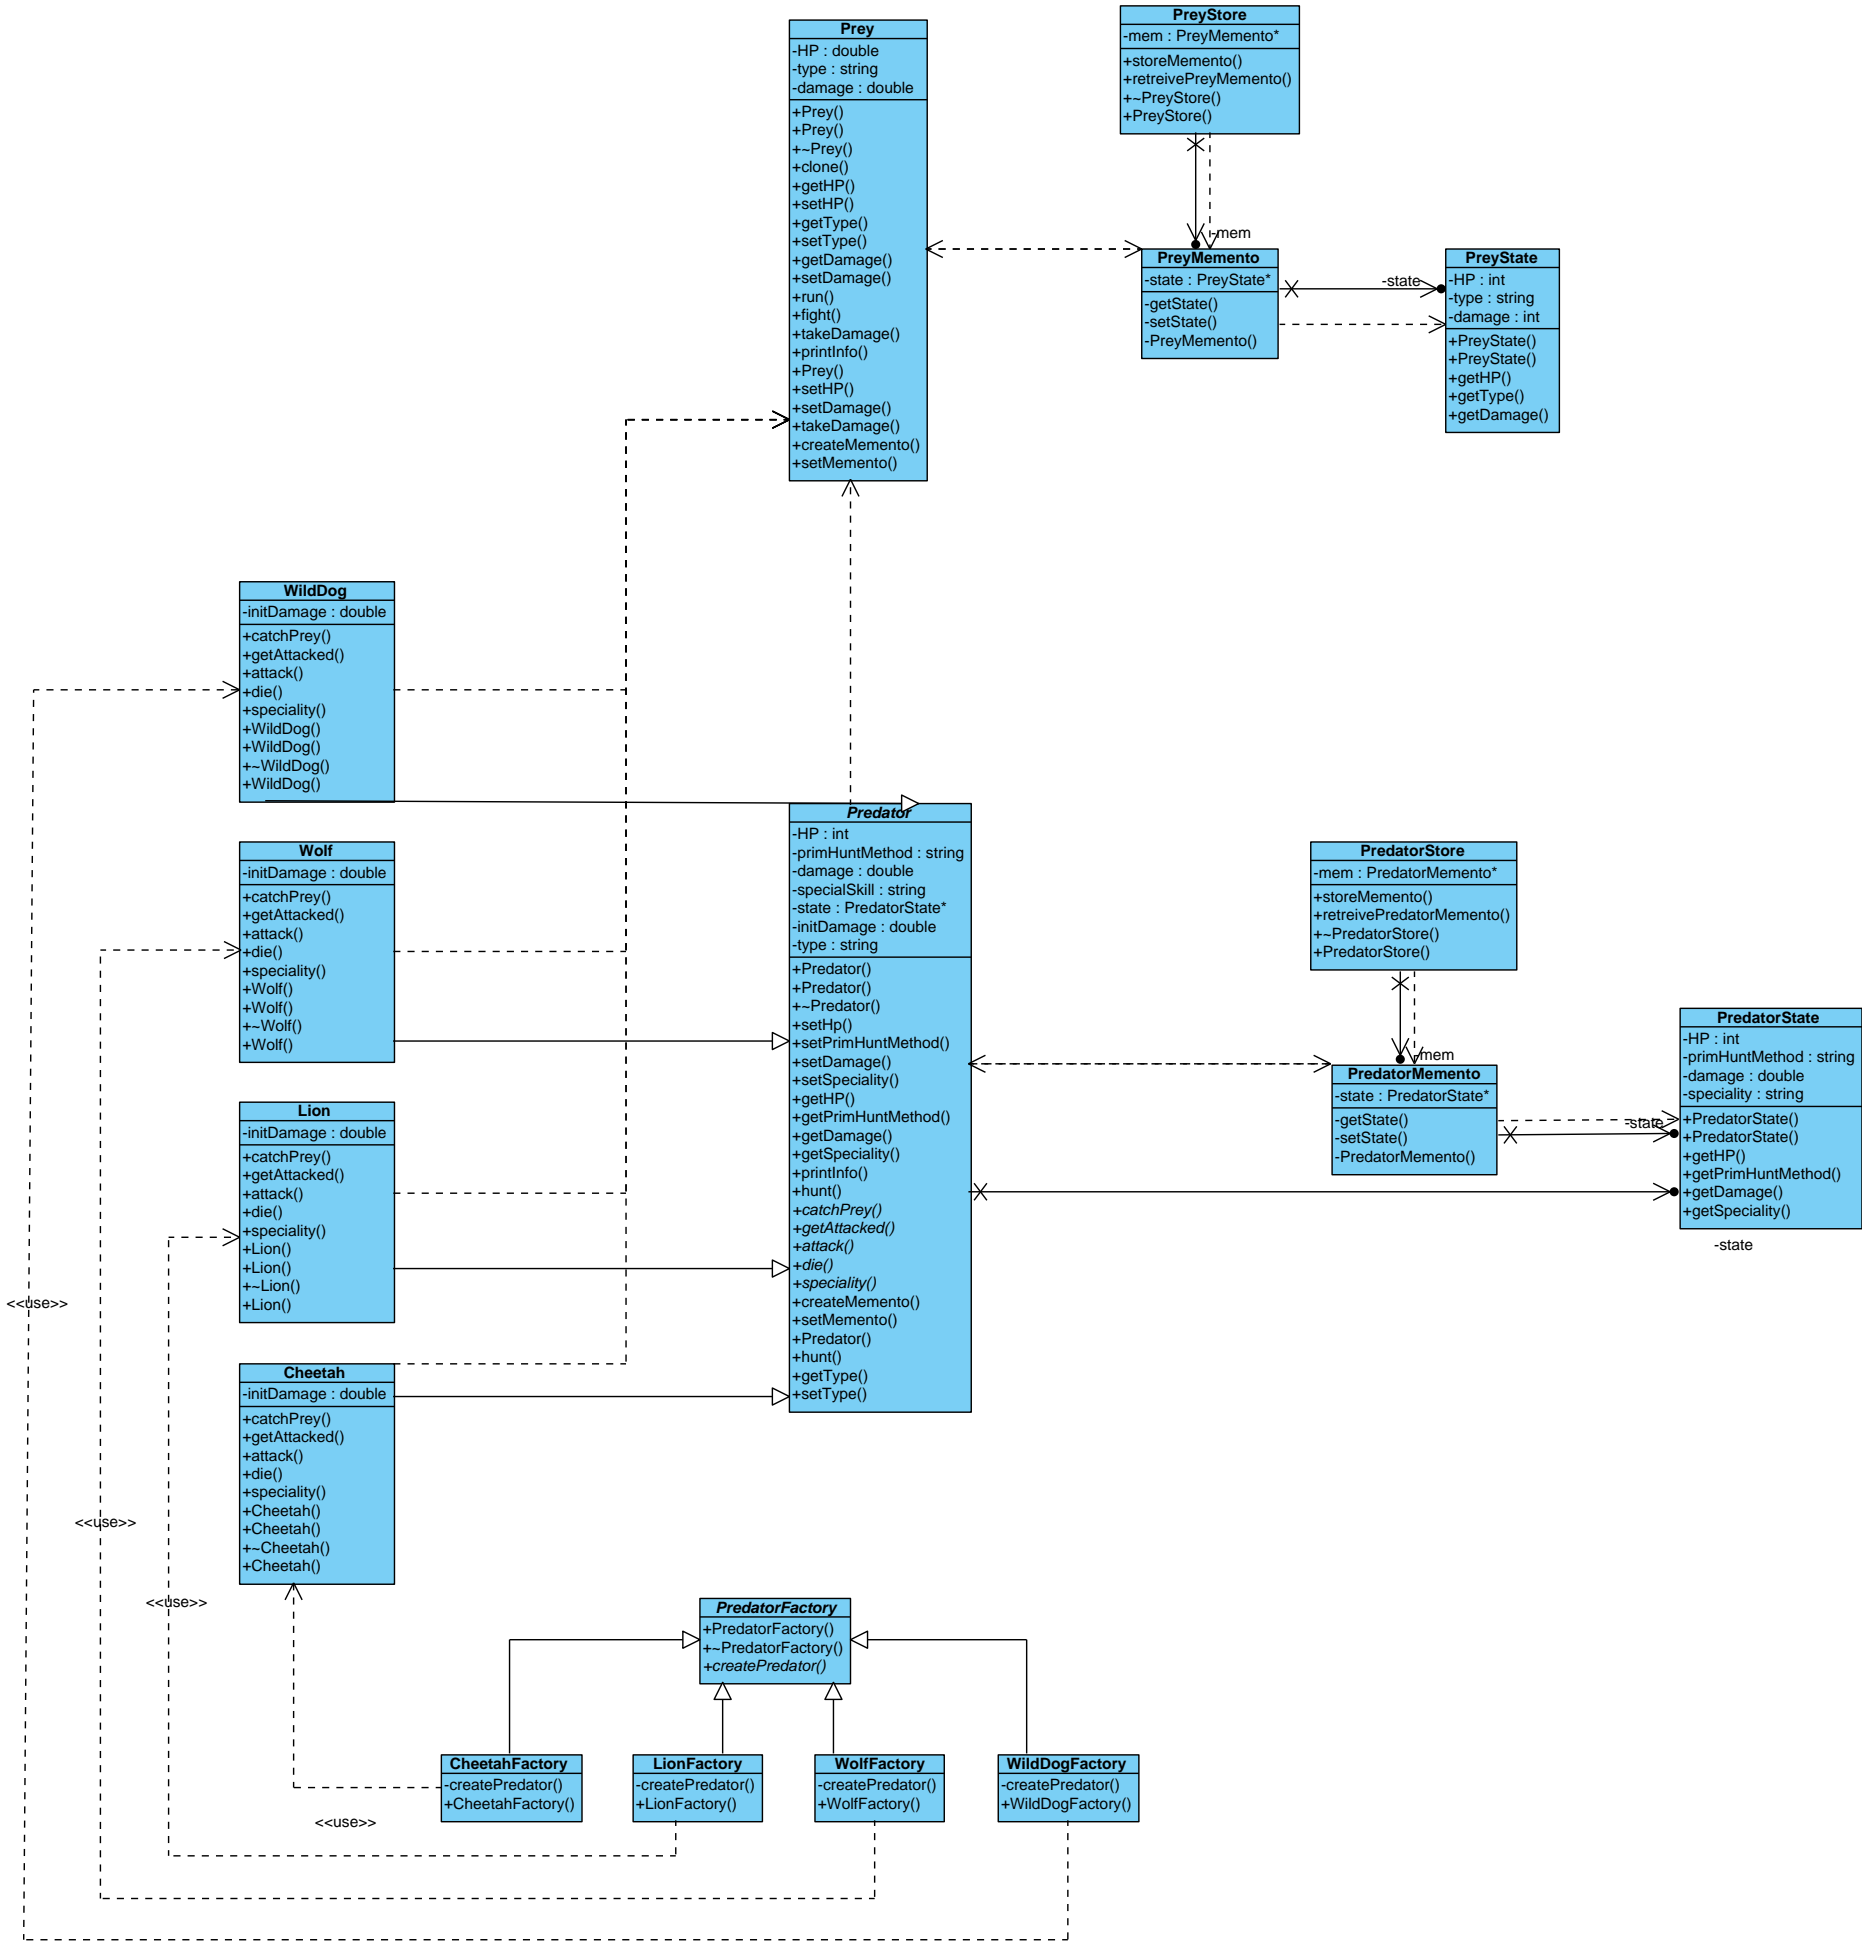 Prey
-HP : double
-type : string
-damage : double
+Prey()
+Prey()
+~Prey()
+clone()
+getHP()
+setHP()
+getType()
+setType()
+getDamage()
+setDamage()
+run()
+fight()
+takeDamage()
+printInfo()
+Prey()
+setHP()
+setDamage()
+takeDamage()
+createMemento()
+setMemento()
PreyStore
-mem : PreyMemento*
+storeMemento()
+retreivePreyMemento()
+~PreyStore()
+PreyStore()
-mem
PreyMemento
-state : PreyState*
-getState()
-setState()
-PreyMemento()
-state
PreyState
-HP : int
-type : string
-damage : int
+PreyState()
+PreyState()
+getHP()
+getType()
+getDamage()
WildDog
-initDamage : double
+catchPrey()
+getAttacked()
+attack()
+die()
+speciality()
+WildDog()
+WildDog()
+~WildDog()
+WildDog()
Wolf
-initDamage : double
+catchPrey()
+getAttacked()
+attack()
+die()
+speciality()
+Wolf()
+Wolf()
+~Wolf()
+Wolf()
Lion
-initDamage : double
+catchPrey()
+getAttacked()
+attack()
+die()
+speciality()
+Lion()
+Lion()
+~Lion()
+Lion()
Cheetah
-initDamage : double
+catchPrey()
+getAttacked()
+attack()
+die()
+speciality()
+Cheetah()
+Cheetah()
+~Cheetah()
+Cheetah()
Predator
-HP : int
-primHuntMethod : string
-damage : double
-specialSkill : string
-state : PredatorState*
-initDamage : double
-type : string
+Predator()
+Predator()
+~Predator()
+setHp()
+setPrimHuntMethod()
+setDamage()
+setSpeciality()
+getHP()
+getPrimHuntMethod()
+getDamage()
+getSpeciality()
+printInfo()
+hunt()
+catchPrey()
+getAttacked()
+attack()
+die()
+speciality()
+createMemento()
+setMemento()
+Predator()
+hunt()
+getType()
+setType()
PredatorStore
-mem : PredatorMemento*
+storeMemento()
+retreivePredatorMemento()
+~PredatorStore()
+PredatorStore()
-mem
PredatorMemento
-state : PredatorState*
-getState()
-setState()
-PredatorMemento()
-state
PredatorState
-HP : int
-primHuntMethod : string
-damage : double
-speciality : string
+PredatorState()
+PredatorState()
+getHP()
+getPrimHuntMethod()
+getDamage()
+getSpeciality()
-state
<<use>>
<<use>>
<<use>>
<<use>>
PredatorFactory
+PredatorFactory()
+~PredatorFactory()
+createPredator()
CheetahFactory
-createPredator()
+CheetahFactory()
LionFactory
-createPredator()
+LionFactory()
WolfFactory
-createPredator()
+WolfFactory()
WildDogFactory
-createPredator()
+WildDogFactory()